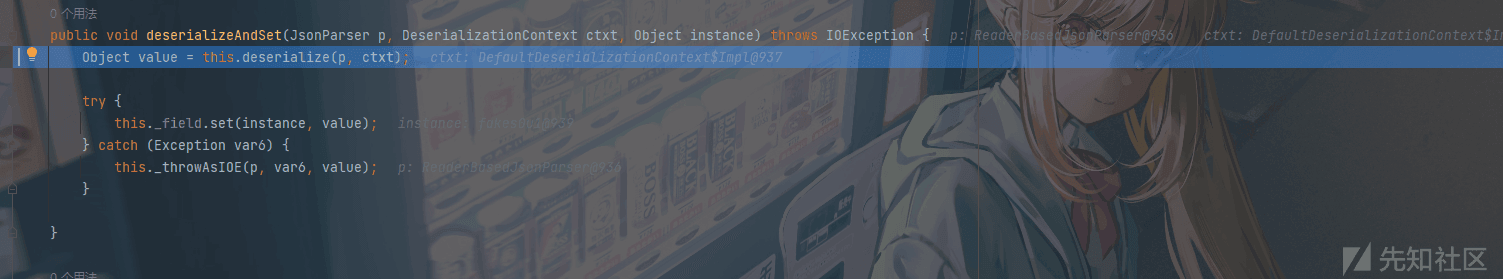 0 个用法
public void deserializeAndSet(JsonParser p, DeserializationContext ctxt, Object instance) throws IOException { p: ReaderBasedJsonParser@936 ctxt: DefaultDeserializationContext$Im
Object value = this.deserialize(p, ctxt); ctxt: DefaultDeserializationContext$Impl@937
try {
this._field.set(instance, value); instance:
} catch (Exception var6) {
this._throwAsIOE(p, var6, value); p: ReaderBasedJsonParser@936
}
}
0 个用法
BOSS
先知社区